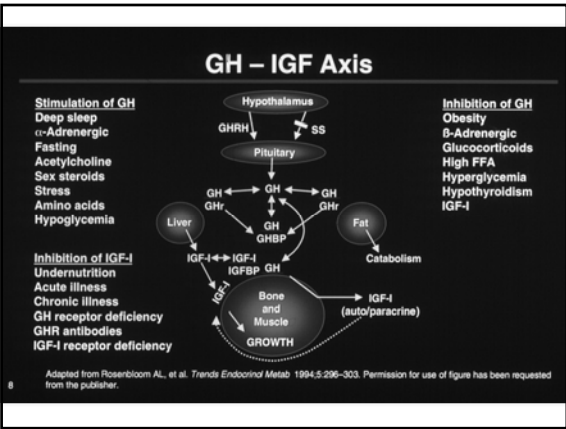 GH – IGF Axis
Stimulation of GH
Deep sleep
α-Adrenergic
Fasting
Acetylcholine
Sex steroids
Stress
Amino acids
Hypoglycemia
Inhibition of IGF-I
Undernutrition
Acute illness
Chronic illness
GH receptor deficiency
GHR antibodies
IGF-I receptor deficiency
Hypothalamus
GHRH
SS
Pituitary
GH
GH
GH
GHr
GHr
GH
GHBP
Liver
Fat
Catabolism
IGF-I
IGF-I
IGFBP
GH
IGF-I
Bone
and
Muscle
GROWTH
IGF-I
(auto/paracrine)
Inhibition of GH
Obesity
ß-Adrenergic
Glucocorticoids
High FFA
Hyperglycemia
Hypothyroidism
IGF-I
Adapted from Rosenbloom AL, et al. Trends Endocrinol Metab 1994;5:296–303. Permission for use of figure has been requested
from the publisher.
8